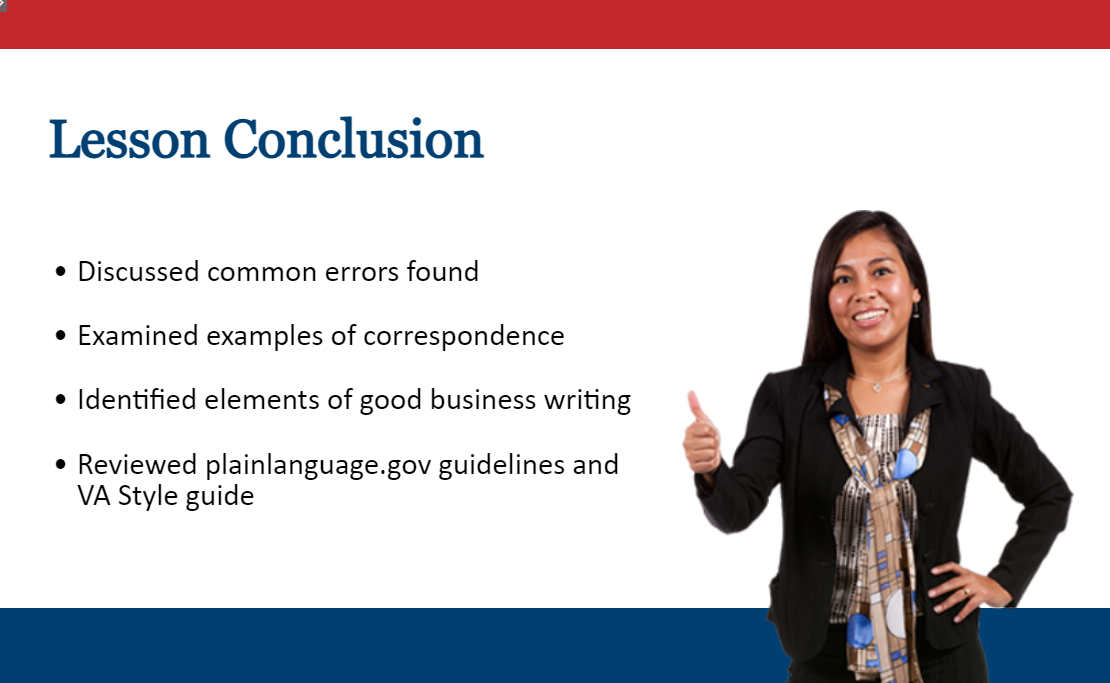 Lesson Conclusion
• Discussed common errors found
• Examined examples of correspondence
• Identified elements of good business writing
• Reviewed plainlanguage.gov guidelines and
VA Style guide